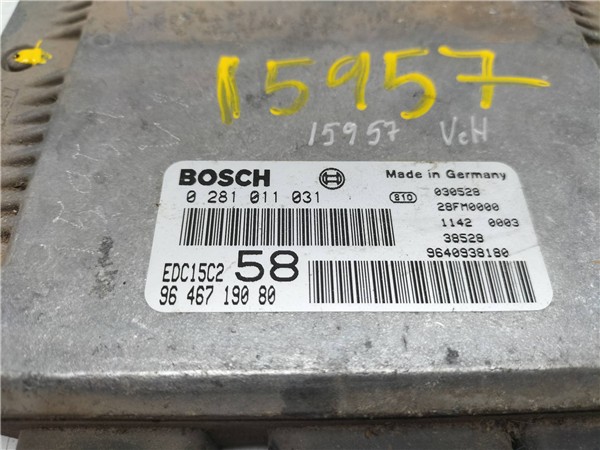 15957
15957 VcH
BOSCH
Made in Germany
0 281 011 031
810
030528
28FM0000
1142 0003
38528
9640938180
EDC15C2 58
96 467 190 80